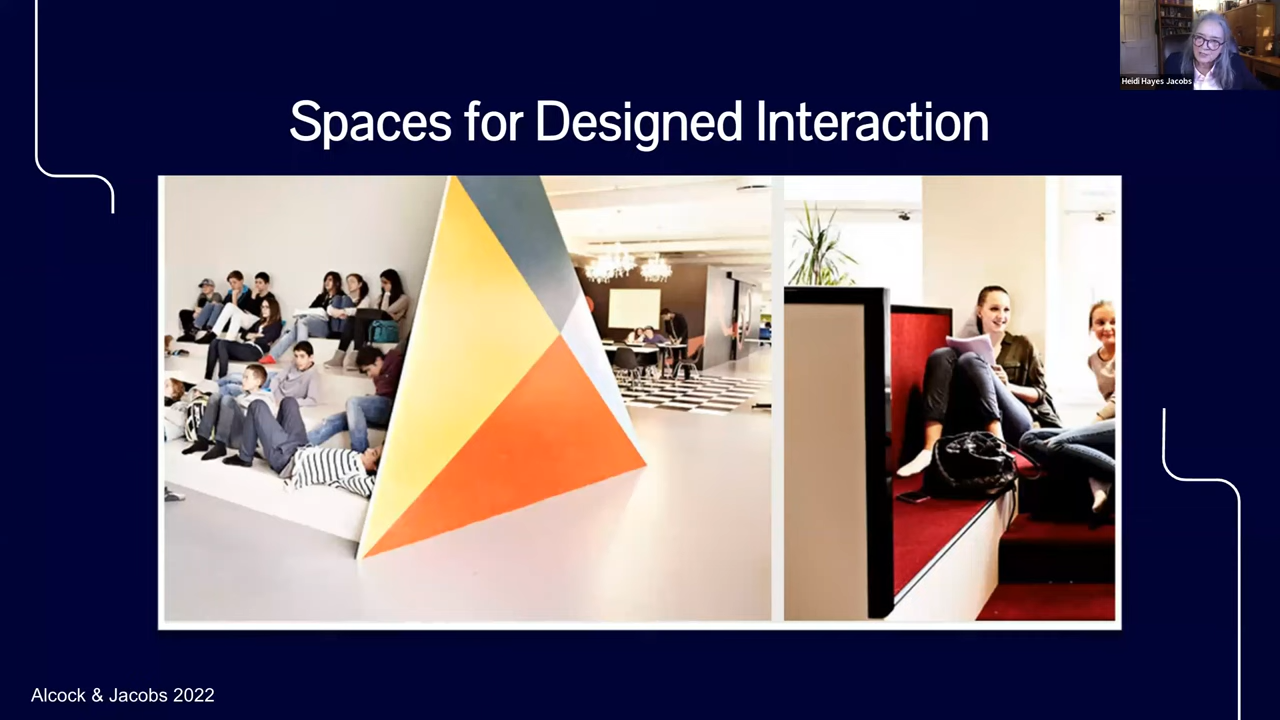 Heidi Hayes Jacobs
Spaces for Designed Interaction
Alcock & Jacobs 2022